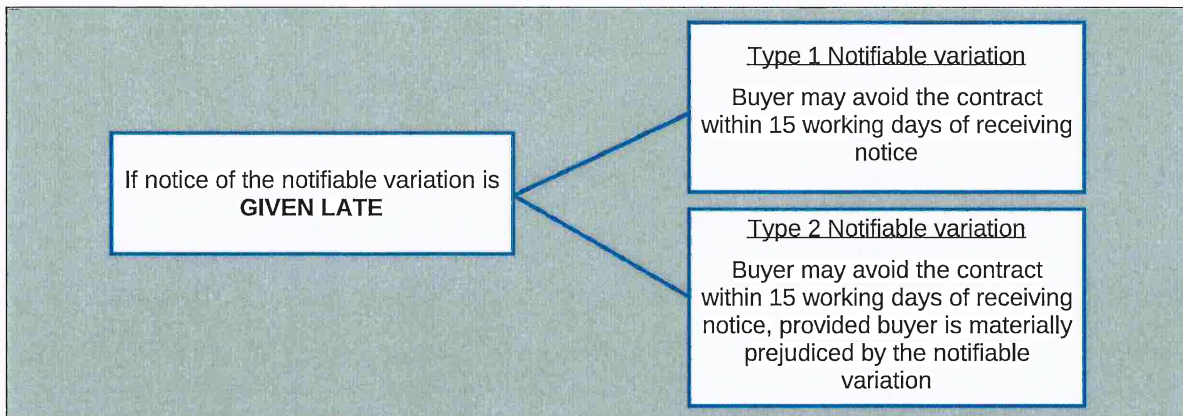 If notice of the notifiable variation is
GIVEN LATE
Type 1 Notifiable variation
Buyer may avoid the contract
within 15 working days of receiving
notice
Type 2 Notifiable variation
Buyer may avoid the contract
within 15 working days of receiving
notice, provided buyer is materially
prejudiced by the notifiable
variation